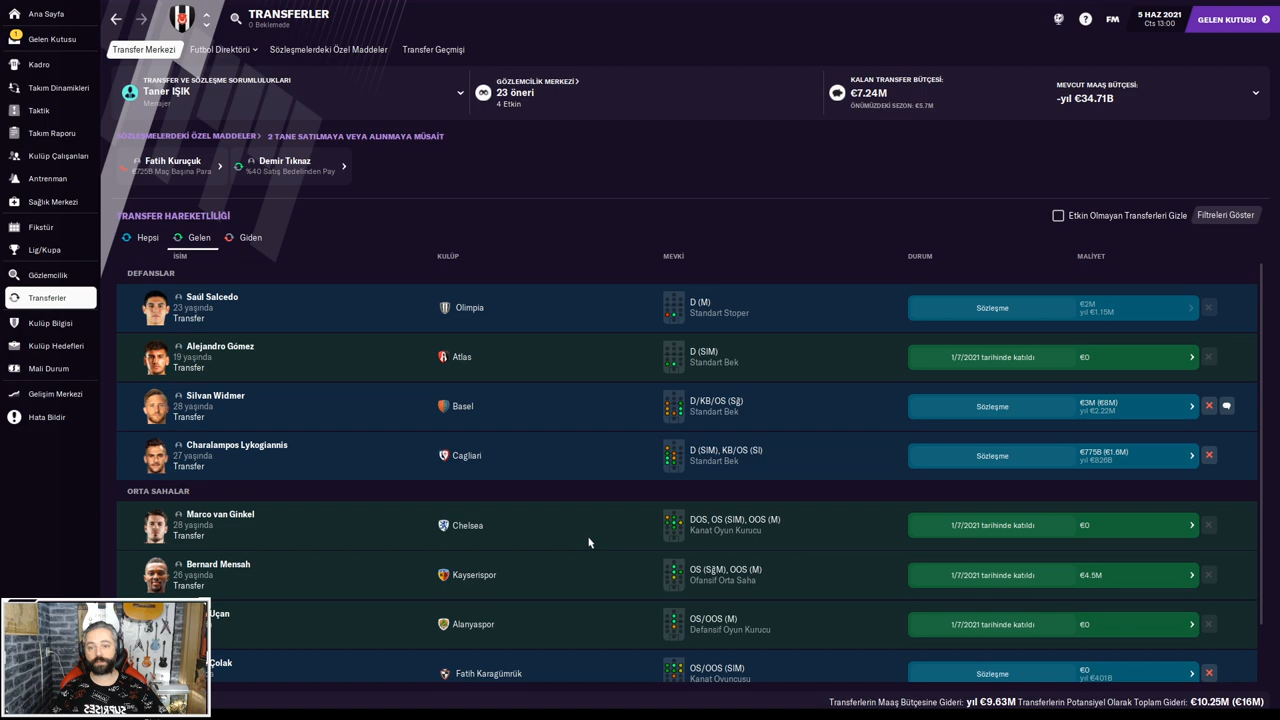 Ana Sayfa
1
Gelen Kutusu
Kadro
Takım Dinamikleri
Taktik
Takım Raporu
Kulüp Çalışanları
Antrenman
Sağlık Merkezi
Fikstür
Lig/Kupa
Gözlemcilik
Transferler
Kulüp Bilgisi
Kulüp Hedefleri
Mali Durum
Gelişim Merkezi
Hata Bildir
TRANSFERLER
0 Beklemede
FM
5 HAZ 2021
Cts 13:00
GELEN KUTUSU
Transfer Merkezi
Futbol Direktörü
Sözleşmelerdeki Özel Maddeler
Transfer Geçmişi
TRANSFER VE SÖZLEŞME SORUMLULUKLARI
Taner IŞIK
Menajer
GÖZLEMCİLİK MERKEZİ
23 öneri
4 Etkin
KALAN TRANSFER BÜTÇESİ:
€7.24M
ÖNÜMÜZDEKİ SEZON: €5.7M
MEVCUT MAAŞ BÜTÇESİ:
-yıl €34.71B
SÖZLEŞMELERDEKİ ÖZEL MADDELER
2 TANE SATILMAYA VEYA ALINMAYA MÜSAİT
Fatih Kuruçuk
€725B Maç Başına Para
Demir Tıknaz
%40 Satış Bedelinden Pay
TRANSFER HAREKETLİLİĞİ
Etkin Olmayan Transferleri Gizle
Filtreleri Göster
Hepsi
Gelen
Giden
İSİM
KULÜP
MEVKİ
DURUM
MALİYET
DEFANSLAR
Saúl Salcedo
23 yaşında
Transfer
Olimpia
D (M)
Standart Stoper
Sözleşme
€2M
yıl €1.15M
Alejandro Gómez
19 yaşında
Transfer
Atlas
D (SIM)
Standart Bek
1/7/2021 tarihinde katıldı
€0
Silvan Widmer
28 yaşında
Transfer
Basel
D/KB/OS (Sğ)
Standart Bek
Sözleşme
€3M (€8M)
yıl €2.22M
Charalampos Lykogiannis
27 yaşında
Transfer
Cagliari
D (SIM), KB/OS (Sl)
Standart Bek
Sözleşme
€775B (€1.6M)
yıl €826B
ORTA SAHALAR
Marco van Ginkel
28 yaşında
Transfer
Chelsea
DOS, OS (SIM), OOS (M)
Kanat Oyun Kurucu
1/7/2021 tarihinde katıldı
€0
Bernard Mensah
26 yaşında
Transfer
Kayserispor
OS (SğM), OOS (M)
Ofansif Orta Saha
1/7/2021 tarihinde katıldı
€4.5M
Uçan
Alanyaspor
OS/OOS (M)
Defansif Oyun Kurucu
1/7/2021 tarihinde katıldı
€0
Çolak
Fatih Karagümrük
OS/OOS (SIM)
Kanat Oyuncusu
Sözleşme
€0
yıl €401B
Transferlerin Maaş Bütçesine Gideri: yıl €9.63M Transferlerin Potansiyel Olarak Toplam Gideri: €10.25M (€16M)